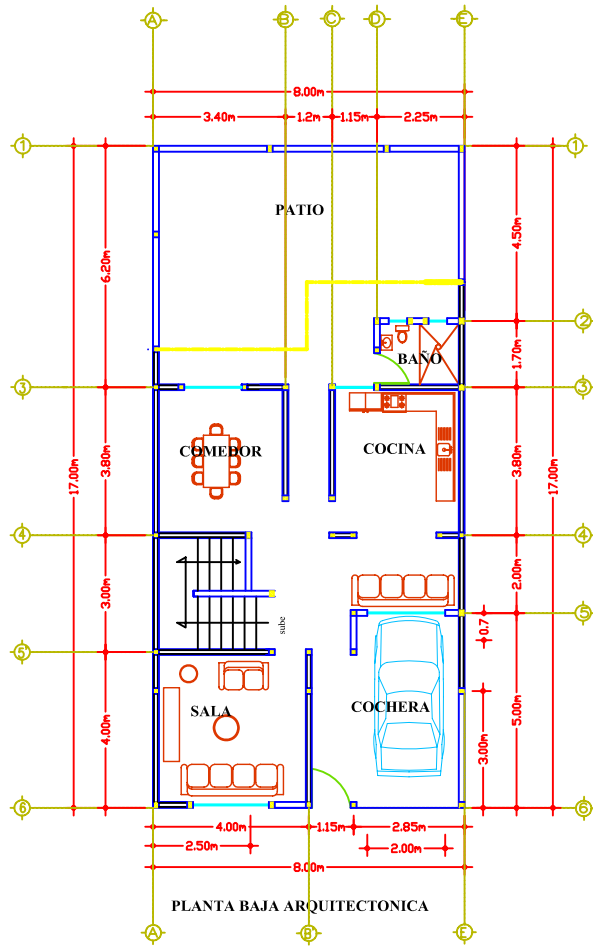 A B C D E
8.00m
3.40m 1.2m 1.15m 2.25m
1 1
PATIO
6.20m 4.50m
2
1.70m
BAÑO
3 3
COMEDOR COCINA
3.80m 3.80m
17.00m 17.00m
4 4
3.00m 2.00m
5
sube 0.7
5
SALA COCHERA
4.00m 3.00m 5.00m
6 6
4.00m 1.15m 2.85m
2.50m 2.00m
8.00m
PLANTA BAJA ARQUITECTONICA
A B' E